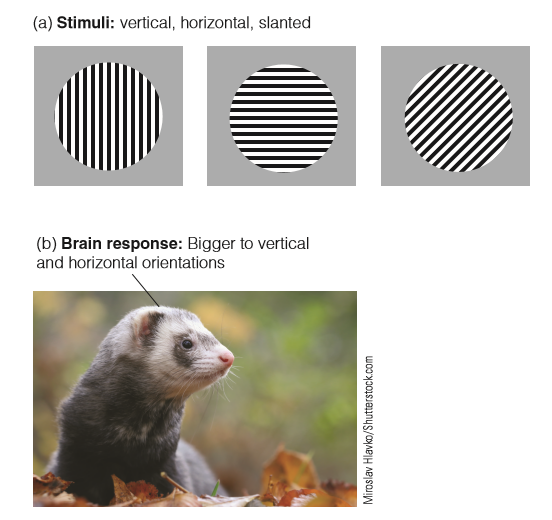 (a) Stimuli: vertical, horizontal, slanted
(b) Brain response: Bigger to vertical
and horizontal orientations
Miroslav Hlavko/Shutterstock.com